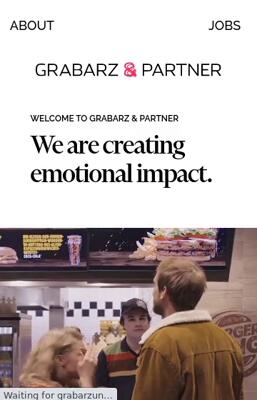 ABOUT JOBS
GRABARZ & PARTNER
WELCOME TO GRABARZ & PARTNER
We are creating
emotional impact.
Waiting for grabarzun...